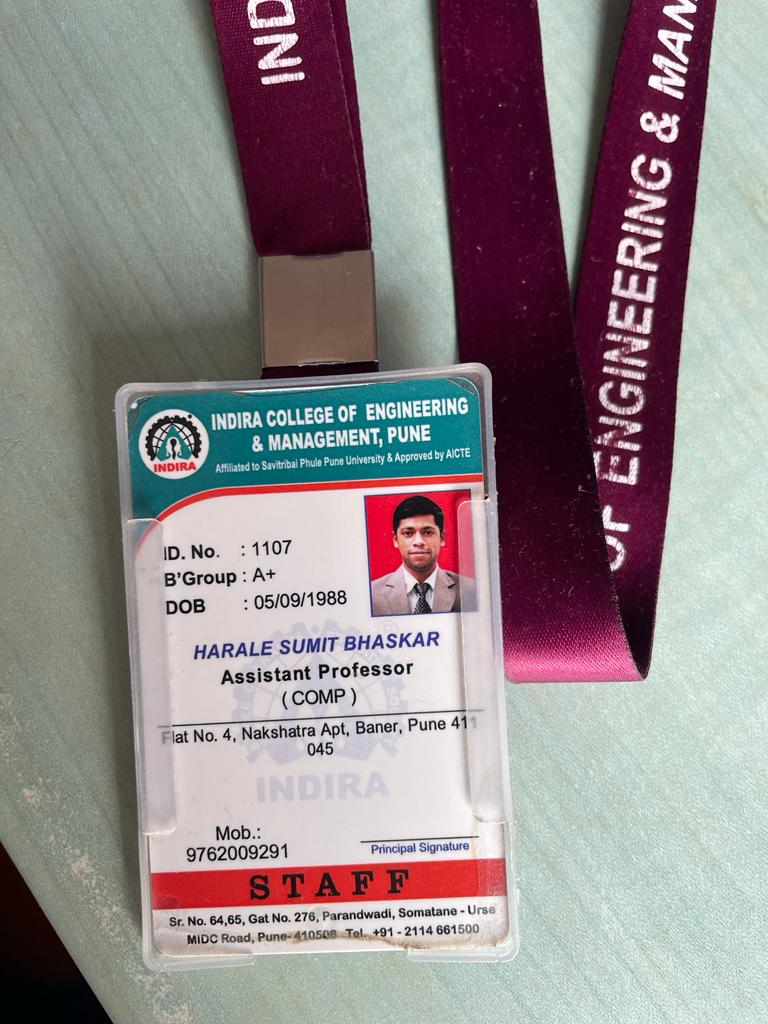 IND
OF ENGINEERING & MAN
INDIRA COLLEGE OF ENGINEERING
& MANAGEMENT, PUNE
Affiliated to Savitribai Phule Pune University & Approved by AICTE
INDIRA
ID. No. : 1107
B'Group : A+
DOB : 05/09/1988
HARALE SUMIT BHASKAR
Assistant Professor
( COMP )
Flat No. 4, Nakshatra Apt, Baner, Pune 411
045
INDIRA
Mob.:
9762009291
Principal Signature
STAFF
Sr. No. 64,65, Gat No. 276, Parandwadi, Somatane - Urse
MIDC Road, Pune- 410506 Tel. +91 - 2114 661500